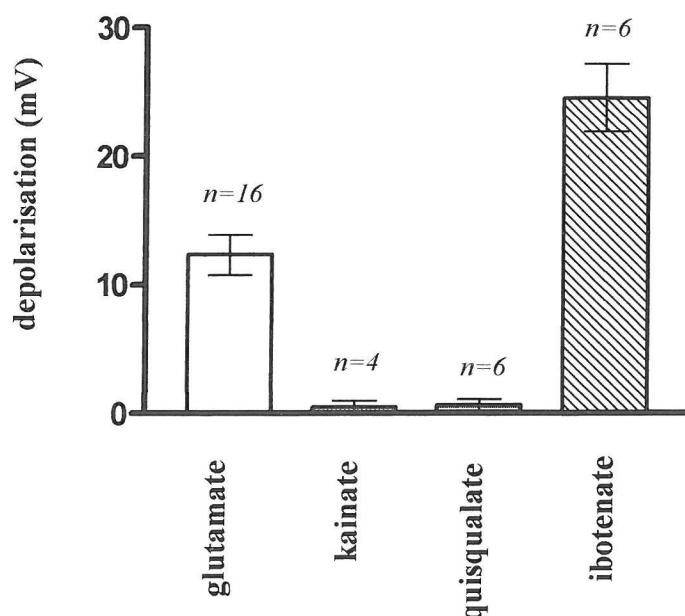 depolarisation (mV)
30
20
10
0
n=16
n=4
n=6
n=6
glutamate
kainate
quisqualate
ibotenate